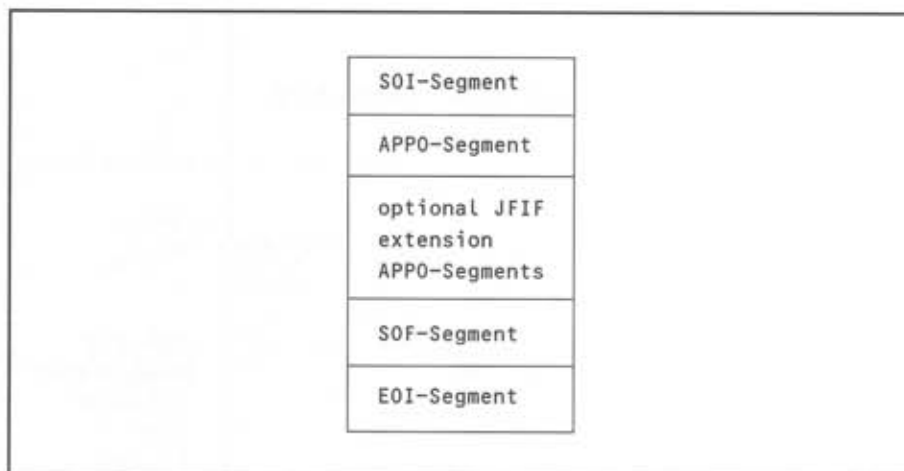 SOI-Segment
APPO-Segment
optional JFIF
extension
APPO-Segments
SOF-Segment
EOI-Segment